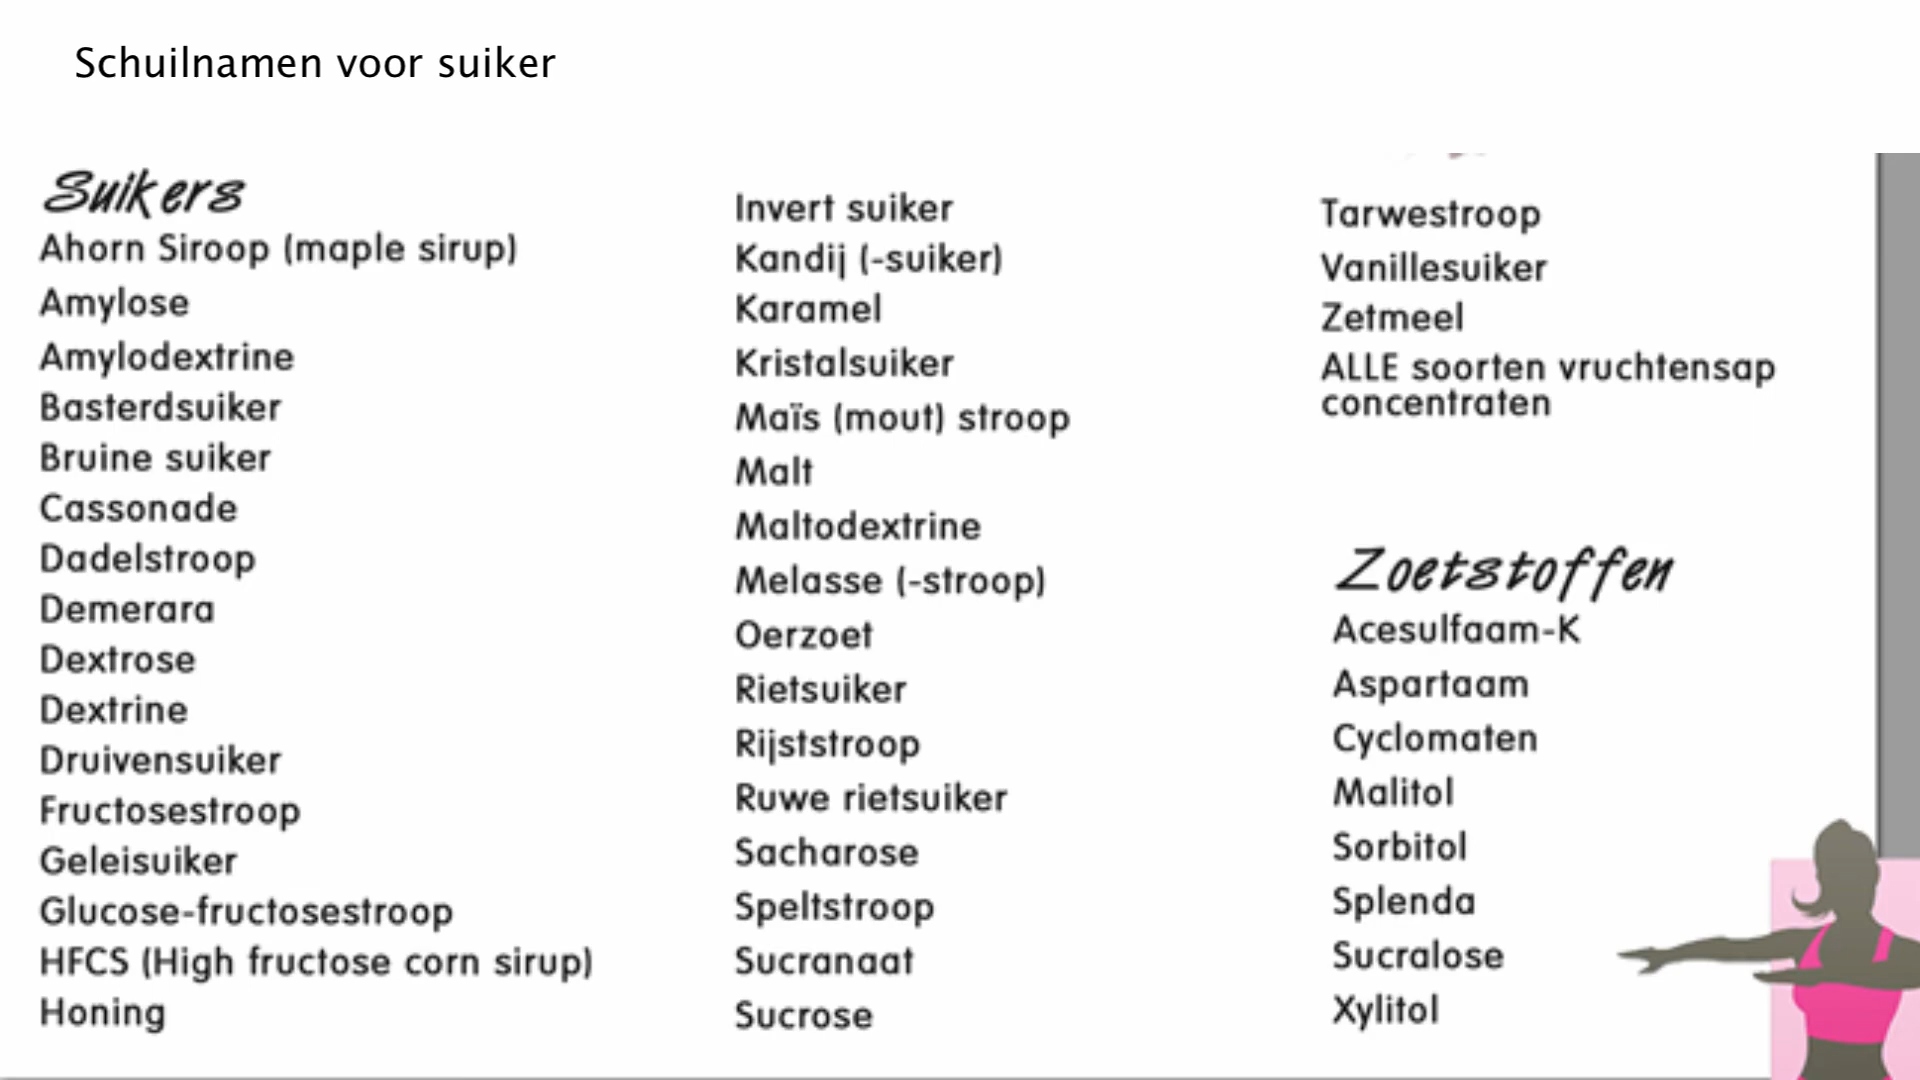 Schuilnamen voor suiker
Suikers
Ahorn Siroop (maple sirup)
Amylose
Amylodextrine
Basterdsuiker
Bruine suiker
Cassonade
Dadelstroop
Demerara
Dextrose
Dextrine
Druivensuiker
Fructosestroop
Geleisuiker
Glucose-fructosestroop
HFCS (High fructose corn sirup)
Honing
Invert suiker
Kandij (-suiker)
Karamel
Kristalsuiker
Maïs (mout) stroop
Malt
Maltodextrine
Melasse (-stroop)
Oerzoet
Rietsuiker
Rijststroop
Ruwe rietsuiker
Sacharose
Speltstroop
Sucranaat
Sucrose
Tarwestroop
Vanillesuiker
Zetmeel
ALLE soorten vruchtensap
concentraten
Zoetstoffen
Acesulfaam-K
Aspartaam
Cyclomaten
Malitol
Sorbitol
Splenda
Sucralose
Xylitol